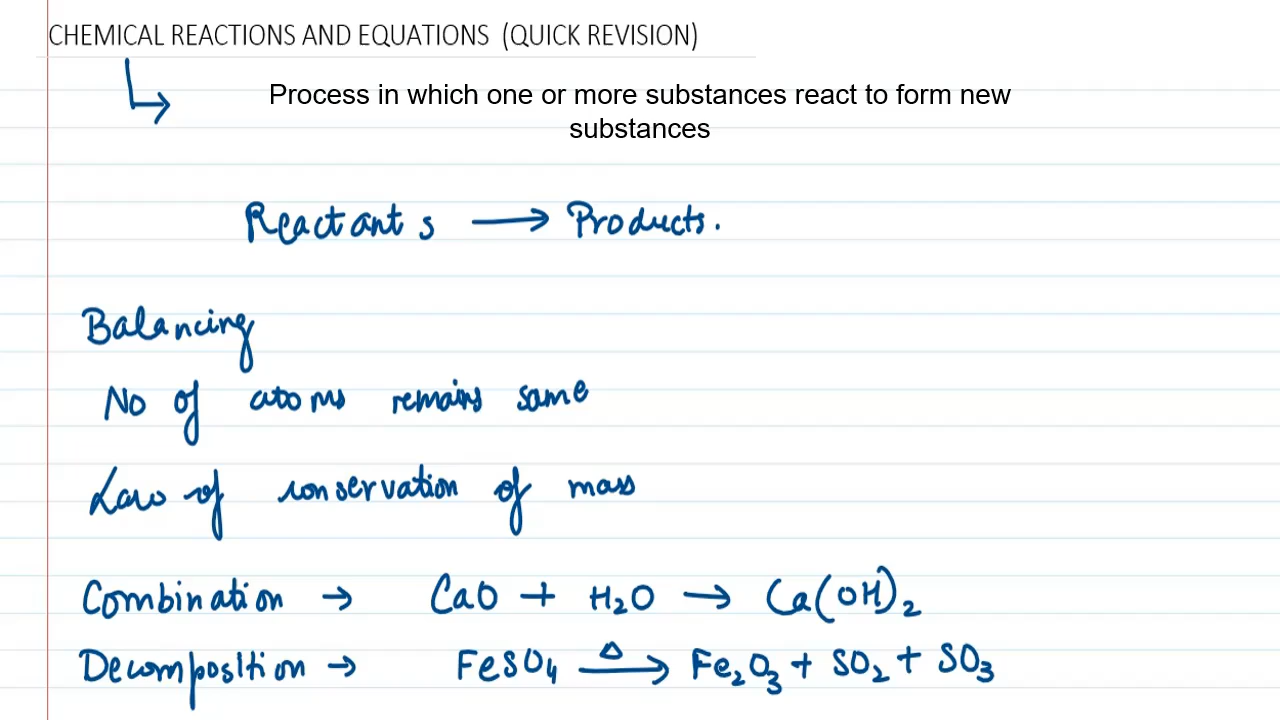 CHEMICAL REACTIONS AND EQUATIONS (QUICK REVISION)
Process in which one or more substances react to form new
substances
Reactants → Products.
Balancing
No of atoms remains same
Law of conservation of mass
Combination → CaO + H₂O → Ca(OH)₂
Decomposition → FeSO₄ —Δ→ Fe₂O₃ + SO₂ + SO₃